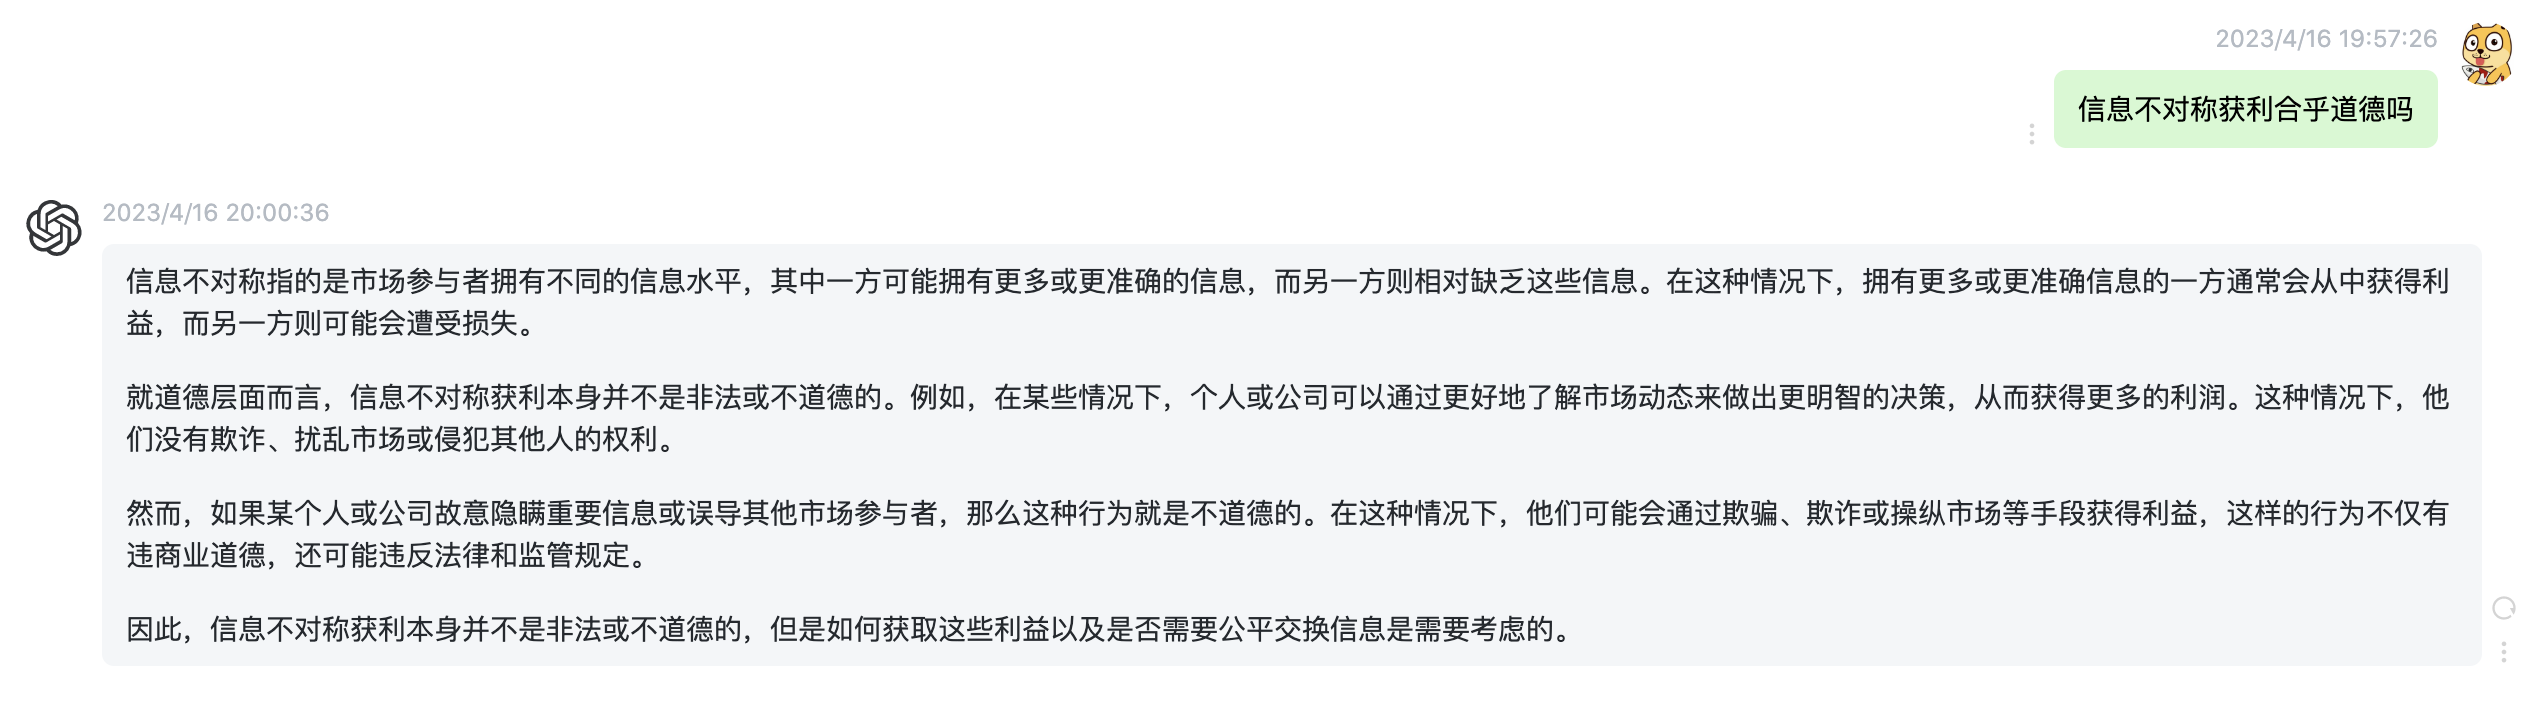 2023/4/16 19:57:26
信息不对称获利合乎道德吗
2023/4/16 20:00:36
信息不对称指的是市场参与者拥有不同的信息水平，其中一方可能拥有更多或更准确的信息，而另一方则相对缺乏这些信息。在这种情况下，拥有更多或更准确信息的一方通常会从中获得利
益，而另一方则可能会遭受损失。
就道德层面而言，信息不对称获利本身并不是非法或不道德的。例如，在某些情况下，个人或公司可以通过更好地了解市场动态来做出更明智的决策，从而获得更多的利润。这种情况下，他
们没有欺诈、扰乱市场或侵犯其他人的权利。
然而，如果某个人或公司故意隐瞒重要信息或误导其他市场参与者，那么这种行为就是不道德的。在这种情况下，他们可能会通过欺骗、欺诈或操纵市场等手段获得利益，这样的行为不仅有
违商业道德，还可能违反法律和监管规定。
因此，信息不对称获利本身并不是非法或不道德的，但是如何获取这些利益以及是否需要公平交换信息是需要考虑的。